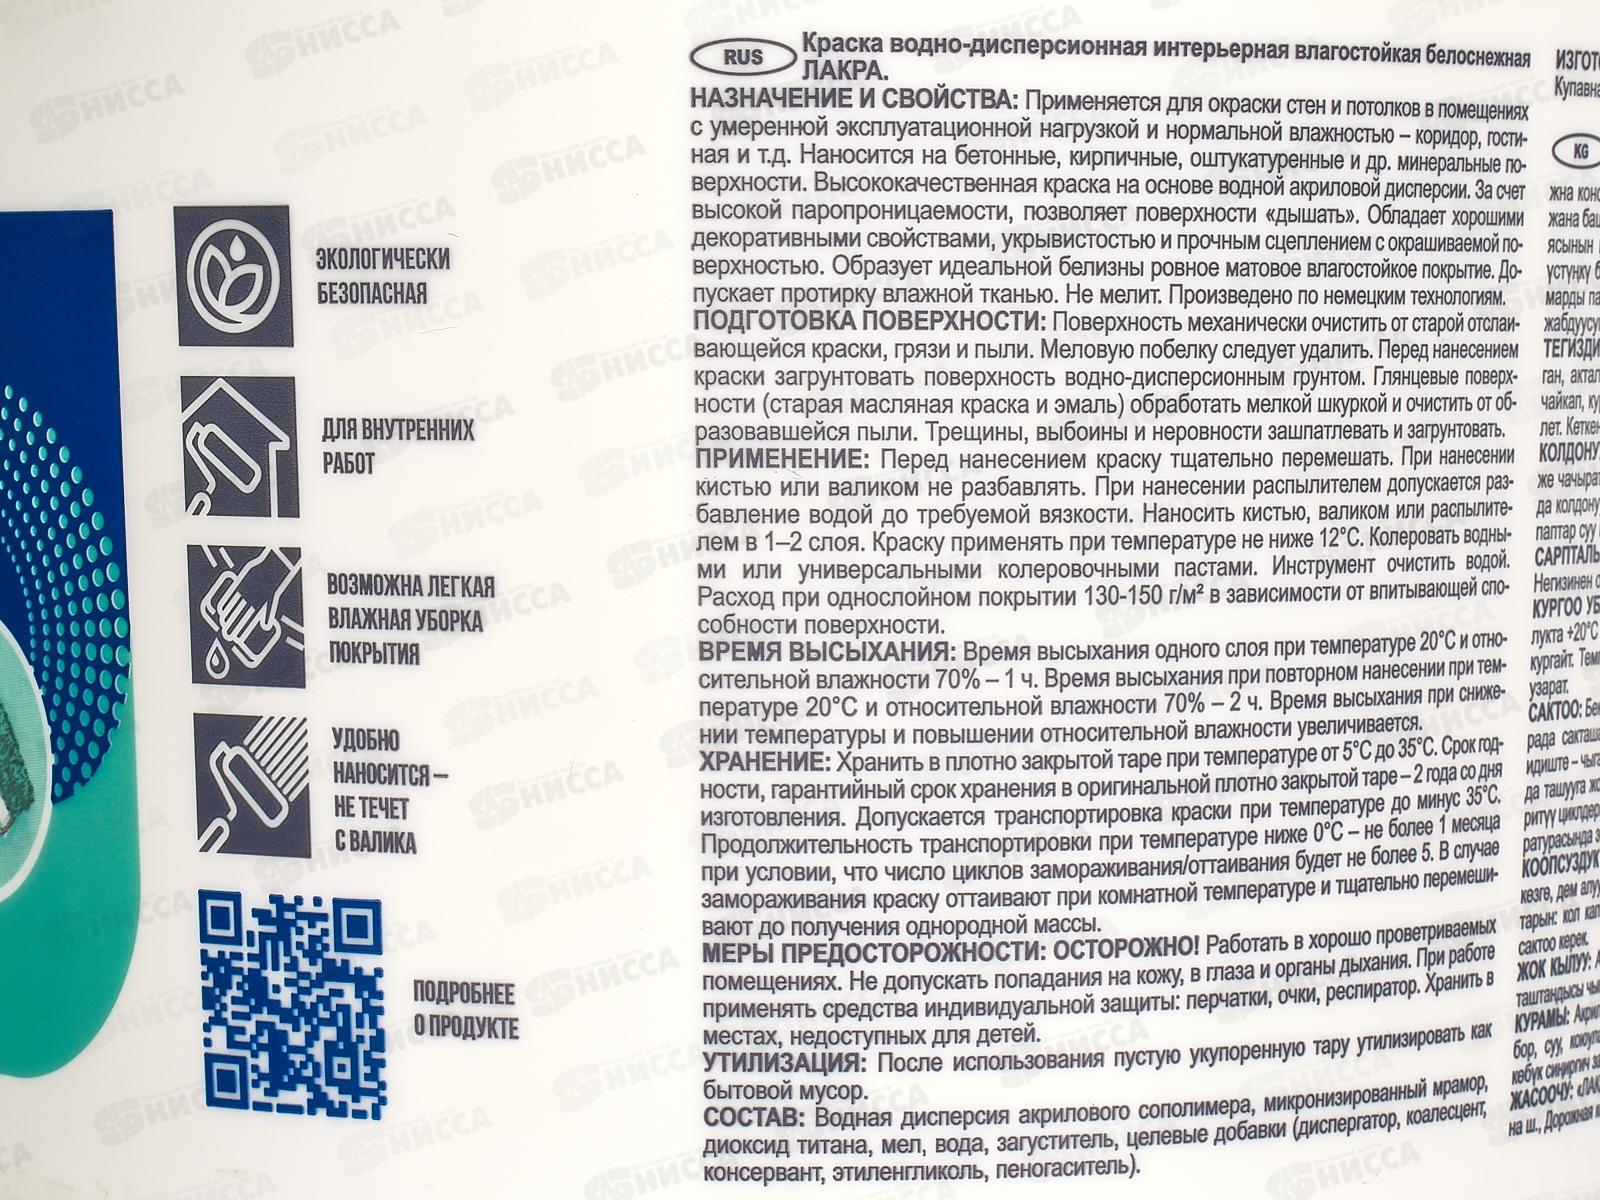 ЭКОЛОГИЧЕСКИ
БЕЗОПАСНАЯ
ДЛЯ ВНУТРЕННИХ
РАБОТ
ВОЗМОЖНА ЛЕГКАЯ
ВЛАЖНАЯ УБОРКА
ПОКРЫТИЯ
УДОБНО
НАНОСИТСЯ –
НЕ ТЕЧЕТ
С ВАЛИКА
ПОДРОБНЕЕ
О ПРОДУКТЕ
RUS Краска водно-дисперсионная интерьерная влагостойкая белоснежная
ЛАКРА.
НАЗНАЧЕНИЕ И СВОЙСТВА: Применяется для окраски стен и потолков в помещениях
с умеренной эксплуатационной нагрузкой и нормальной влажностью – коридор, гости-
ная и т.д. Наносится на бетонные, кирпичные, оштукатуренные и др. минеральные по-
верхности. Высококачественная краска на основе водной акриловой дисперсии. За счет
высокой паропроницаемости, позволяет поверхности «дышать». Обладает хорошими
декоративными свойствами, укрывистостью и прочным сцеплением с окрашиваемой по-
верхностью. Образует идеальной белизны ровное матовое влагостойкое покрытие. До-
пускает протирку влажной тканью. Не мелит. Произведено по немецким технологиям.
ПОДГОТОВКА ПОВЕРХНОСТИ: Поверхность механически очистить от старой отслаи-
вающейся краски, грязи и пыли. Меловую побелку следует удалить. Перед нанесением
краски загрунтовать поверхность водно-дисперсионным грунтом. Глянцевые поверх-
ности (старая масляная краска и эмаль) обработать мелкой шкуркой и очистить от об-
разовавшейся пыли. Трещины, выбоины и неровности зашпатлевать и загрунтовать.
ПРИМЕНЕНИЕ: Перед нанесением краску тщательно перемешать. При нанесении
кистью или валиком не разбавлять. При нанесении распылителем допускается раз-
бавление водой до требуемой вязкости. Наносить кистью, валиком или распылите-
лем в 1–2 слоя. Краску применять при температуре не ниже 12°С. Колеровать водны-
ми или универсальными колеровочными пастами. Инструмент очистить водой.
Расход при однослойном покрытии 130-150 г/м² в зависимости от впитывающей спо-
собности поверхности.
ВРЕМЯ ВЫСЫХАНИЯ: Время высыхания одного слоя при температуре 20°С и отно-
сительной влажности 70% – 1 ч. Время высыхания при повторном нанесении при тем-
пературе 20°С и относительной влажности 70% – 2 ч. Время высыхания при сниже-
нии температуры и повышении относительной влажности увеличивается.
ХРАНЕНИЕ: Хранить в плотно закрытой таре при температуре от 5°С до 35°С. Срок год-
ности, гарантийный срок хранения в оригинальной плотно закрытой таре – 2 года со дня
изготовления. Допускается транспортировка краски при температуре до минус 35°С.
Продолжительность транспортировки при температуре ниже 0°С – не более 1 месяца
при условии, что число циклов замораживания/оттаивания будет не более 5. В случае
замораживания краску оттаивают при комнатной температуре и тщательно перемеши-
вают до получения однородной массы.
МЕРЫ ПРЕДОСТОРОЖНОСТИ: ОСТОРОЖНО! Работать в хорошо проветриваемых
помещениях. Не допускать попадания на кожу, в глаза и органы дыхания. При работе
применять средства индивидуальной защиты: перчатки, очки, респиратор. Хранить в
местах, недоступных для детей.
УТИЛИЗАЦИЯ: После использования пустую укупоренную тару утилизировать как
бытовой мусор.
СОСТАВ: Водная дисперсия акрилового сополимера, микронизированный мрамор,
диоксид титана, мел, вода, загуститель, целевые добавки (диспергатор, коалесцент,
консервант, этиленгликоль, пеногаситель).
KG